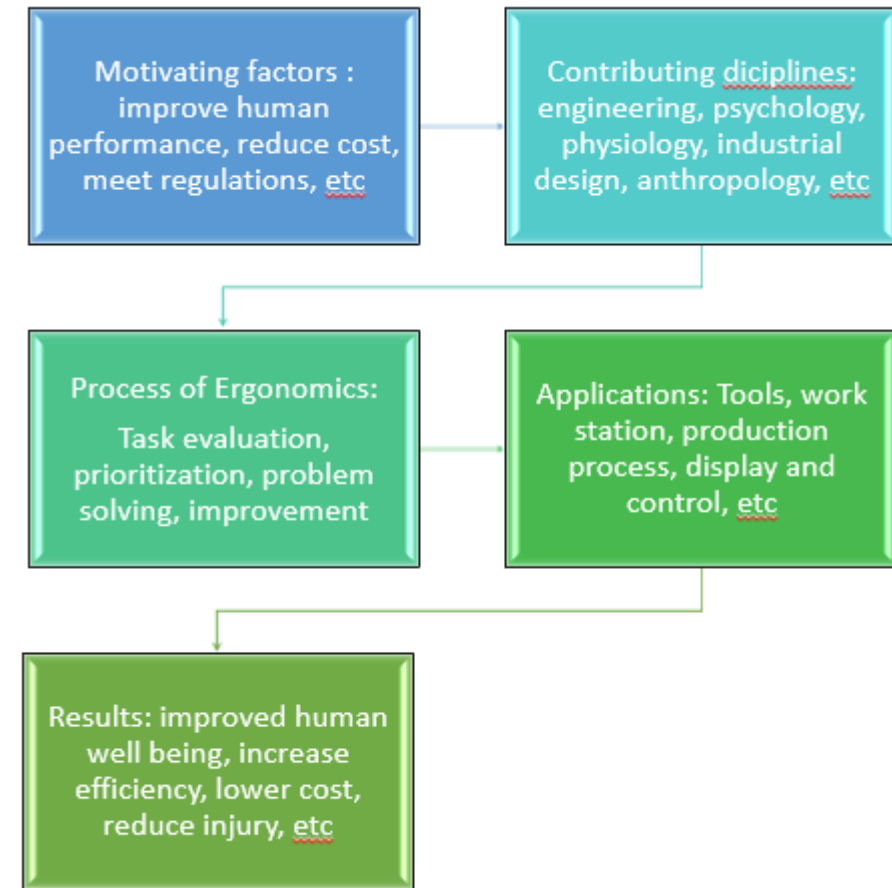 Motivating factors :
improve human
performance, reduce cost,
meet regulations, etc
Contributing diciplines:
engineering, psychology,
physiology, industrial
design, anthropology, etc
Process of Ergonomics:
Task evaluation,
prioritization, problem
solving, improvement
Applications: Tools, work
station, production
process, display and
control, etc
Results: improved human
well being, increase
efficiency, lower cost,
reduce injury, etc